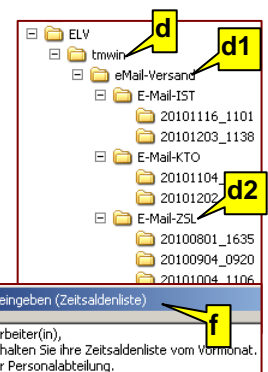 ELV
d
tmwin
d1
eMail-Versand
E-Mail-IST
20101116_1101
20101203_1138
E-Mail-KTO
20101104_
20101202_
d2
E-Mail-ZSL
20100801_1635
20100904_0920
20101004_1106
eingeben (Zeitsaldenliste)
f
rbeiter(in),
halten Sie ihre Zeitsaldenliste vom Vormonat.
r Personalabteilung.